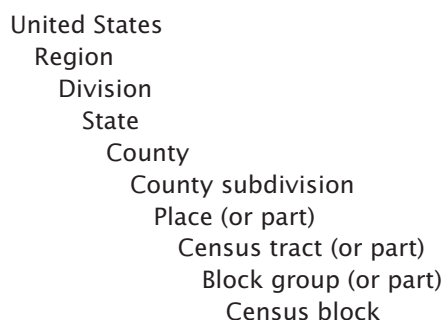 United States
Region
Division
State
County
County subdivision
Place (or part)
Census tract (or part)
Block group (or part)
Census block